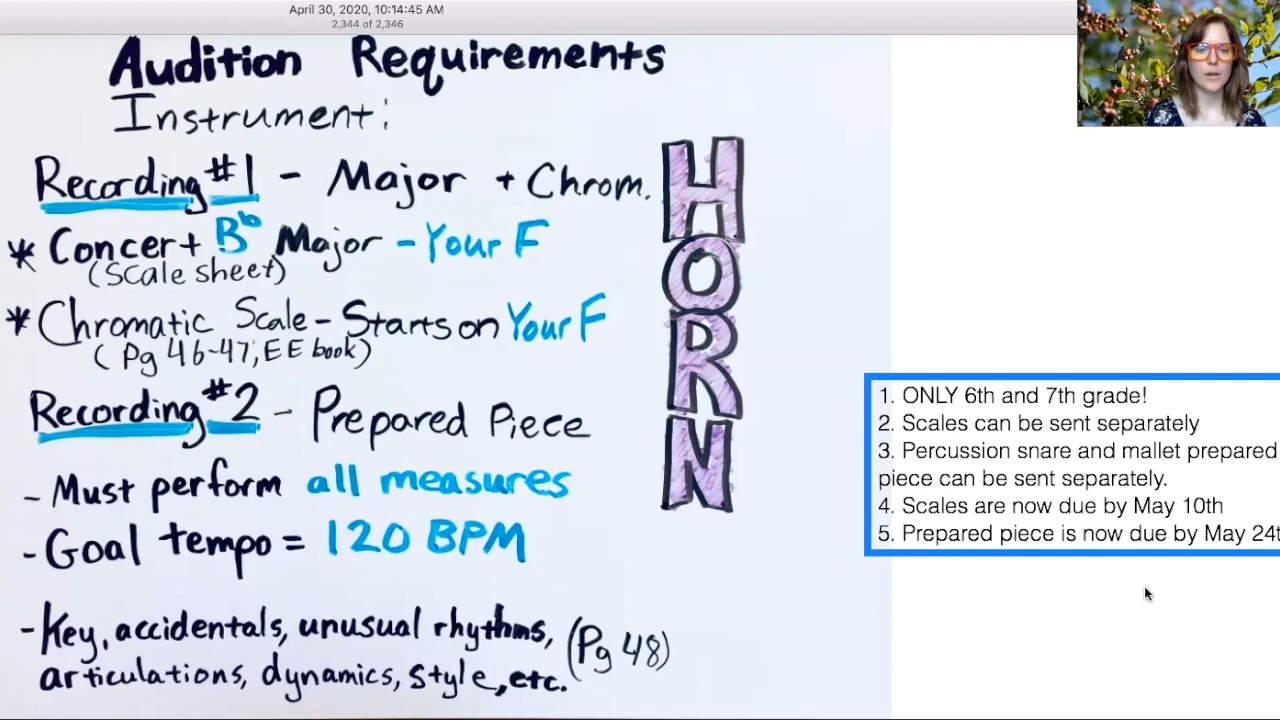 April 30, 2020, 10:14:45 AM
2,344 of 2,346
Audition Requirements
Instrument:
Recording #1 - Major + Chrom.
* Concert Bb Major - Your F
(Scale sheet)
* Chromatic Scale - Starts on Your F
(Pg 46-47, EE book)
Recording #2 - Prepared Piece
- Must perform all measures
- Goal tempo = 120 BPM
- Key, accidentals, unusual rhythms,
articulations, dynamics, style, etc. (Pg 48)
HORN
1. ONLY 6th and 7th grade!
2. Scales can be sent separately
3. Percussion snare and mallet prepared
piece can be sent separately.
4. Scales are now due by May 10th
5. Prepared piece is now due by May 24t